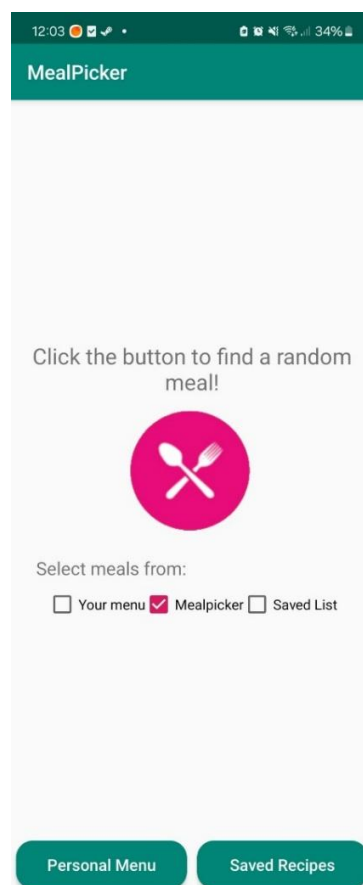 12:03 34%
MealPicker
Click the button to find a random
meal!
Select meals from:
Your menu Mealpicker Saved List
Personal Menu Saved Recipes